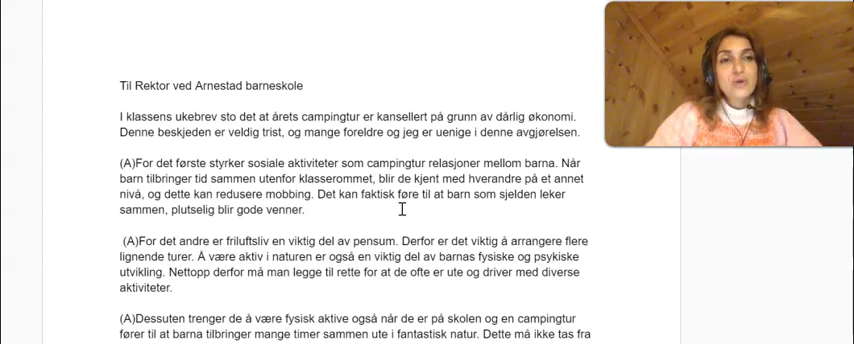 Til Rektor ved Arnestad barneskole
I klassens ukebrev sto det at årets campingtur er kansellert på grunn av dårlig økonomi.
Denne beskjeden er veldig trist, og mange foreldre og jeg er uenige i denne avgjørelsen.
(A)For det første styrker sosiale aktiviteter som campingtur relasjoner mellom barna. Når
barn tilbringer tid sammen utenfor klasserommet, blir de kjent med hverandre på et annet
nivå, og dette kan redusere mobbing. Det kan faktisk føre til at barn som sjelden leker
sammen, plutselig blir gode venner.
(A)For det andre er friluftsliv en viktig del av pensum. Derfor er det viktig å arrangere flere
lignende turer. Å være aktiv i naturen er også en viktig del av barnas fysiske og psykiske
utvikling. Nettopp derfor må man legge til rette for at de ofte er ute og driver med diverse
aktiviteter.
(A)Dessuten trenger de å være fysisk aktive også når de er på skolen og en campingtur
fører til at barna tilbringer mange timer sammen ute i fantastisk natur. Dette må ikke tas fra